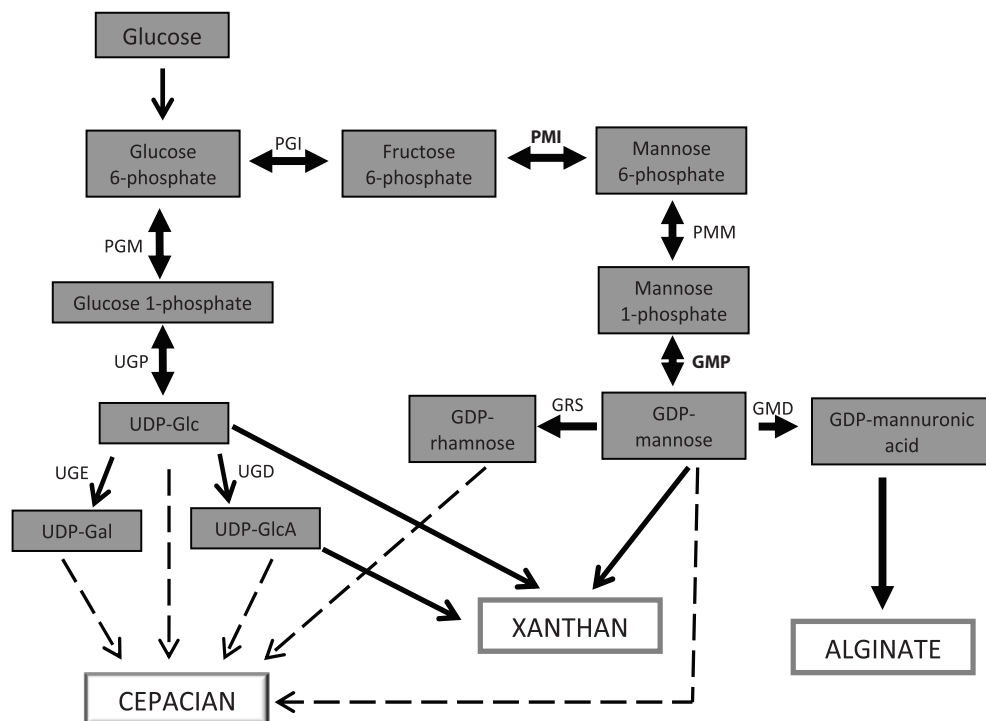 Glucose
PGI
PMI
Glucose
6-phosphate
Fructose
6-phosphate
Mannose
6-phosphate
PGM
PMM
Glucose 1-phosphate
Mannose
1-phosphate
UGP
GMP
UDP-Glc
GDP-
rhamnose
GRS
GDP-
mannose
GMD
GDP-mannuronic
acid
UGE
UGD
UDP-Gal
UDP-GlcA
XANTHAN
ALGINATE
CEPACIAN